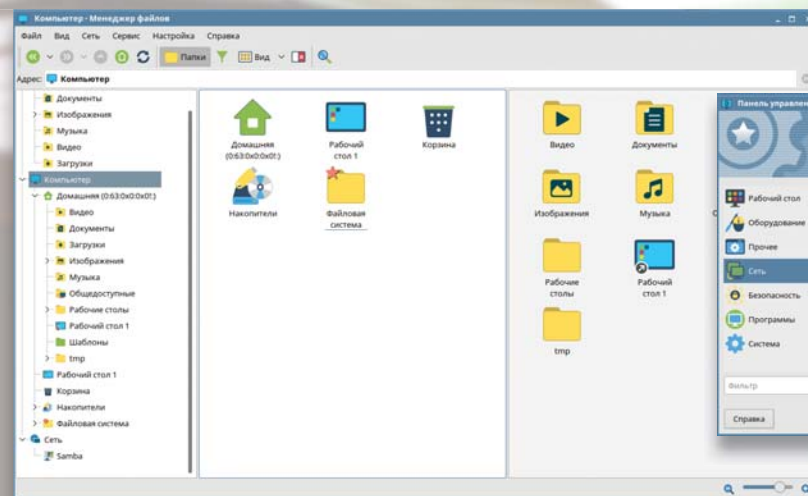 Компьютер - Менеджер файлов
Файл Вид Сеть Сервис Настройка Справка
Папки Вид
Адрес: Компьютер
Документы
Изображения
Музыка
Видео
Загрузки
Компьютер
Домашняя (0:63:0x0:0x0!:)
Видео
Документы
Загрузки
Изображения
Музыка
Общедоступные
Рабочие столы
Рабочий стол 1
Шаблоны
tmp
Рабочий стол 1
Корзина
Накопители
Файловая система
Сеть
Samba
Домашняя
(0:63:0x0:0x0!:)
Рабочий
стол 1
Корзина
Накопители
Файловая
система
Видео
Документы
Изображения
Музыка
Рабочие
столы
Рабочий
стол 1
tmp
Рабочий стол
Оборудование
Прочее
Сеть
Безопасность
Программы
Система
Фильтр
Справка